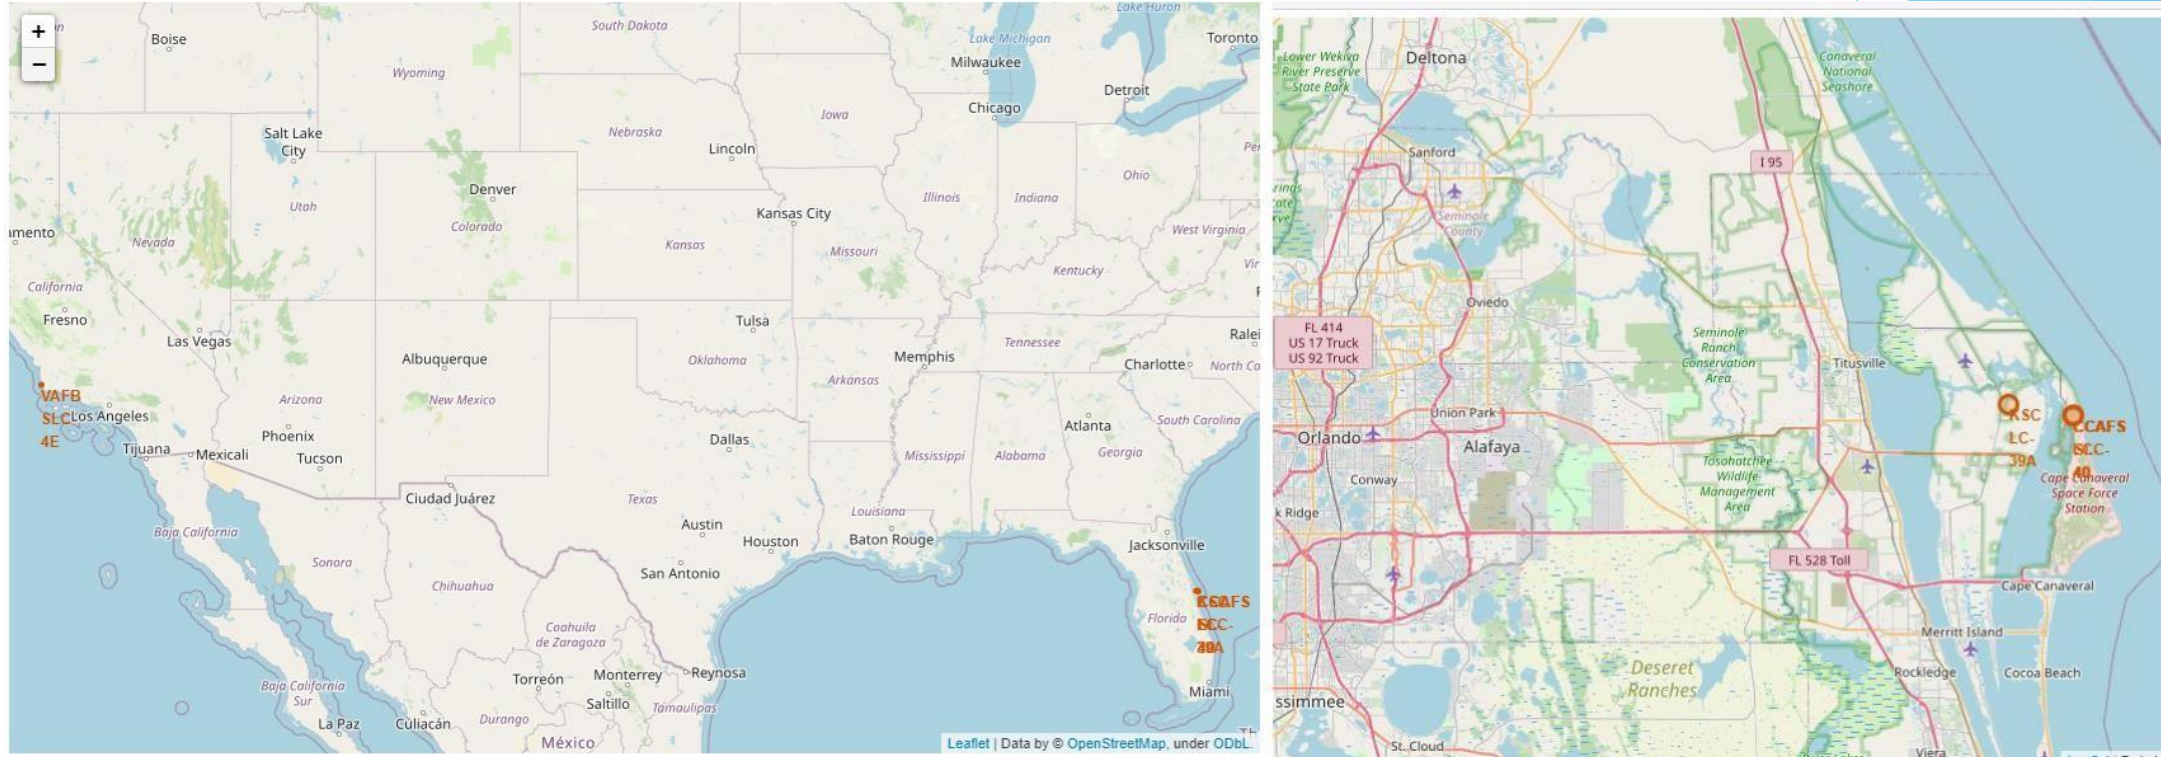 +
−
Boise
South Dakota
Lake Huron
Toronto
Lake Michigan
Milwaukee
Wyoming
Detroit
Chicago
Iowa
Nebraska
Salt Lake
City
Lincoln
Ohio
Denver
Illinois
Indiana
Utah
Kansas City
Colorado
Nevada
Kansas
Missouri
West Virginia
Kentucky
California
Fresno
Las Vegas
Tulsa
Albuquerque
Oklahoma
Memphis
Tennessee
Charlotte
Arkansas
VAFB
SLC-
4E
Los Angeles
Arizona
New Mexico
Phoenix
Tucson
Dallas
Atlanta
South Carolina
Tijuana
Mexicali
Mississippi
Alabama
Georgia
Ciudad Juárez
Texas
Louisiana
Baja California
Austin
Houston
Baton Rouge
Jacksonville
Sonora
Chihuahua
San Antonio
Florida
Coahuila
de Zaragoza
Baja California
Sur
Torreón
Monterrey
Reynosa
Saltillo
Miami
La Paz
Culiacán
Durango
Tamaulipas
México
Leaflet | Data by © OpenStreetMap, under ODbL.
Lower Wekiva
River Preserve
State Park
Deltona
Canaveral
National
Seashore
Sanford
I 95
Seminole
County
Oviedo
FL 414
US 17 Truck
US 92 Truck
Seminole
Ranch
Conservation
Area
Titusville
Union Park
Orlando
Alafaya
KSC
LC-
39A
CCAFS
Conway
Tosohatchee
Wildlife
Management
Area
Cape Canaveral
Space Force
Station
FL 528 Toll
Cape Canaveral
Merritt Island
Deseret
Ranches
Rockledge
Cocoa Beach
St. Cloud
Viera